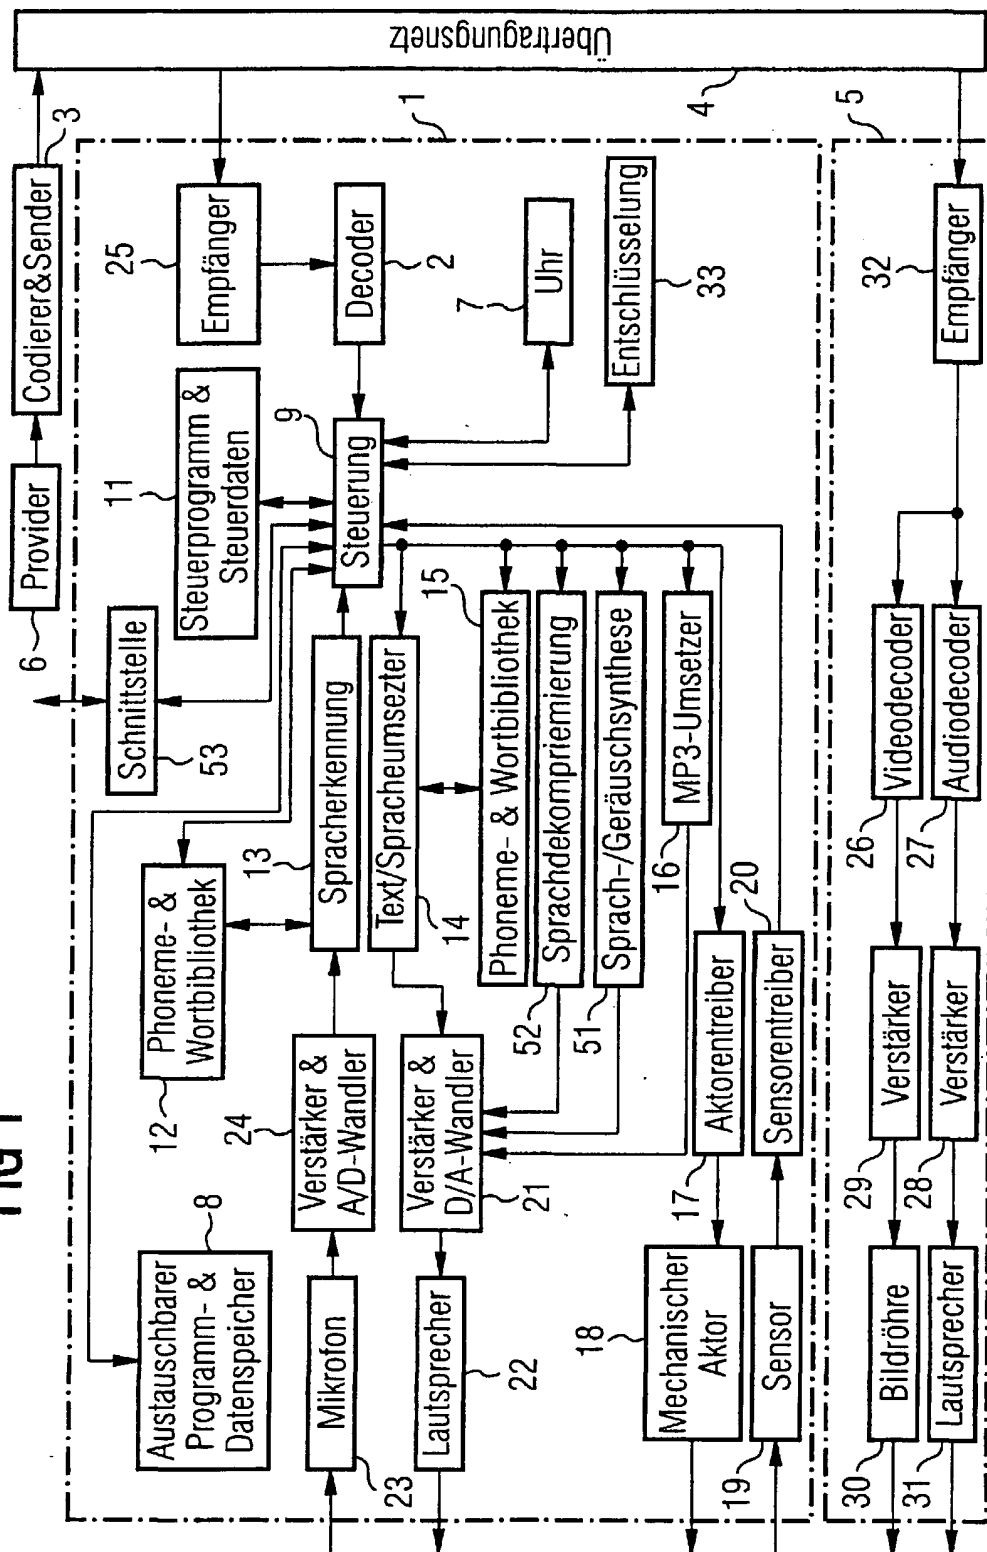 FIG 1
6
Provider
Codierer&Sender
3
Übertragungsnetz
4
1
5
Schnittstelle
53
11
Steuerprogramm &
Steuerdaten
25
Empfänger
Decoder
2
9
Steuerung
7
Uhr
Entschlüsselung
33
8
Austauschbarer
Programm- &
Datenspeicher
12
Phoneme- &
Wortbibliothek
23
Mikrofon
24
Verstärker &
A/D-Wandler
13
Spracherkennung
22
Lautsprecher
21
Verstärker &
D/A-Wandler
14
Text/Spracheumsezter
15
Phoneme- & Wortbibliothek
52
Sprachdekompriemierung
51
Sprach-/Geräuschsynthese
16
MP3-Umsetzer
18
Mechanischer
Aktor
17
Aktorentreiber
19
Sensor
20
Sensorentreiber
30
Bildröhre
29
Verstärker
26
Videodecoder
32
Empfänger
31
Lautsprecher
28
Verstärker
27
Audiodecoder